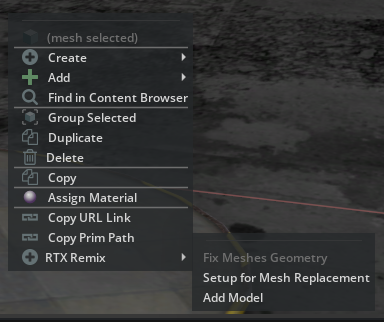 (mesh selected)
Create
Add
Find in Content Browser
Group Selected
Duplicate
Delete
Copy
Assign Material
Copy URL Link
Copy Prim Path
RTX Remix
Fix Meshes Geometry
Setup for Mesh Replacement
Add Model